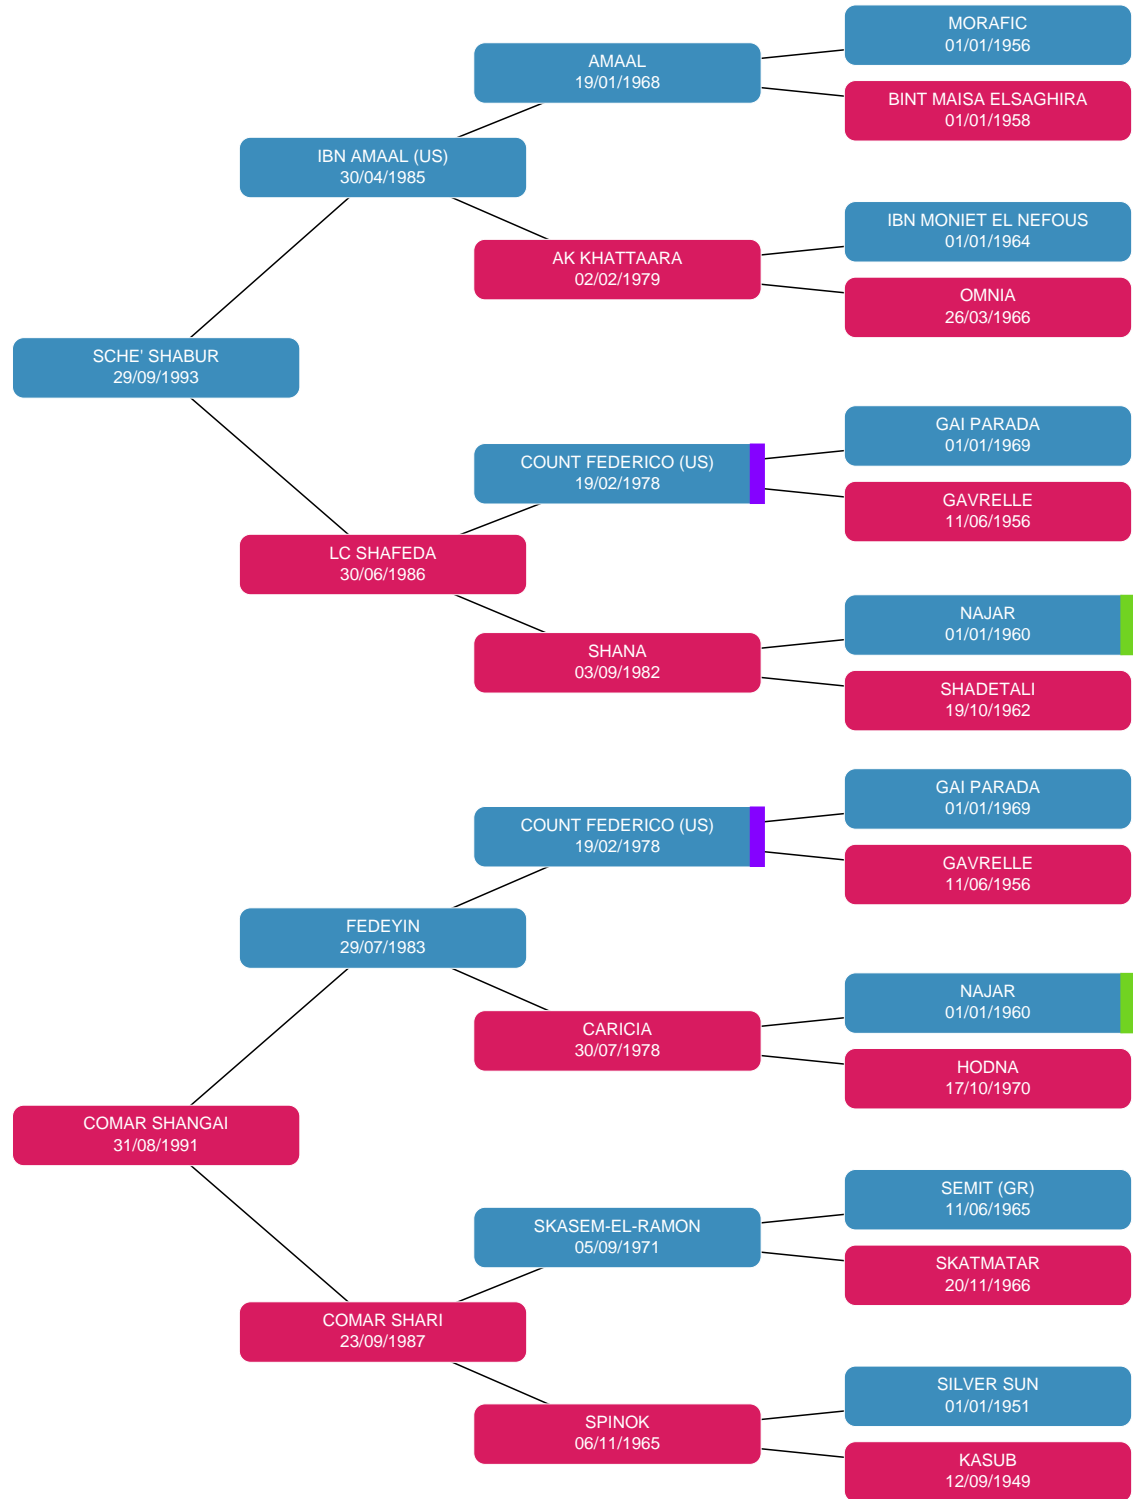 MORAFIC
01/01/1956
AMAAL
19/01/1968
BINT MAISA ELSAGHIRA
01/01/1958
IBN AMAAL (US)
30/04/1985
IBN MONIET EL NEFOUS
01/01/1964
AK KHATTAARA
02/02/1979
OMNIA
26/03/1966
SCHE' SHABUR
29/09/1993
GAI PARADA
01/01/1969
COUNT FEDERICO (US)
19/02/1978
GAVRELLE
11/06/1956
LC SHAFEDA
30/06/1986
NAJAR
01/01/1960
SHANA
03/09/1982
SHADETALI
19/10/1962
GAI PARADA
01/01/1969
COUNT FEDERICO (US)
19/02/1978
GAVRELLE
11/06/1956
FEDEYIN
29/07/1983
NAJAR
01/01/1960
CARICIA
30/07/1978
HODNA
17/10/1970
COMAR SHANGAI
31/08/1991
SEMIT (GR)
11/06/1965
SKASEM-EL-RAMON
05/09/1971
SKATMATAR
20/11/1966
COMAR SHARI
23/09/1987
SILVER SUN
01/01/1951
SPINOK
06/11/1965
KASUB
12/09/1949